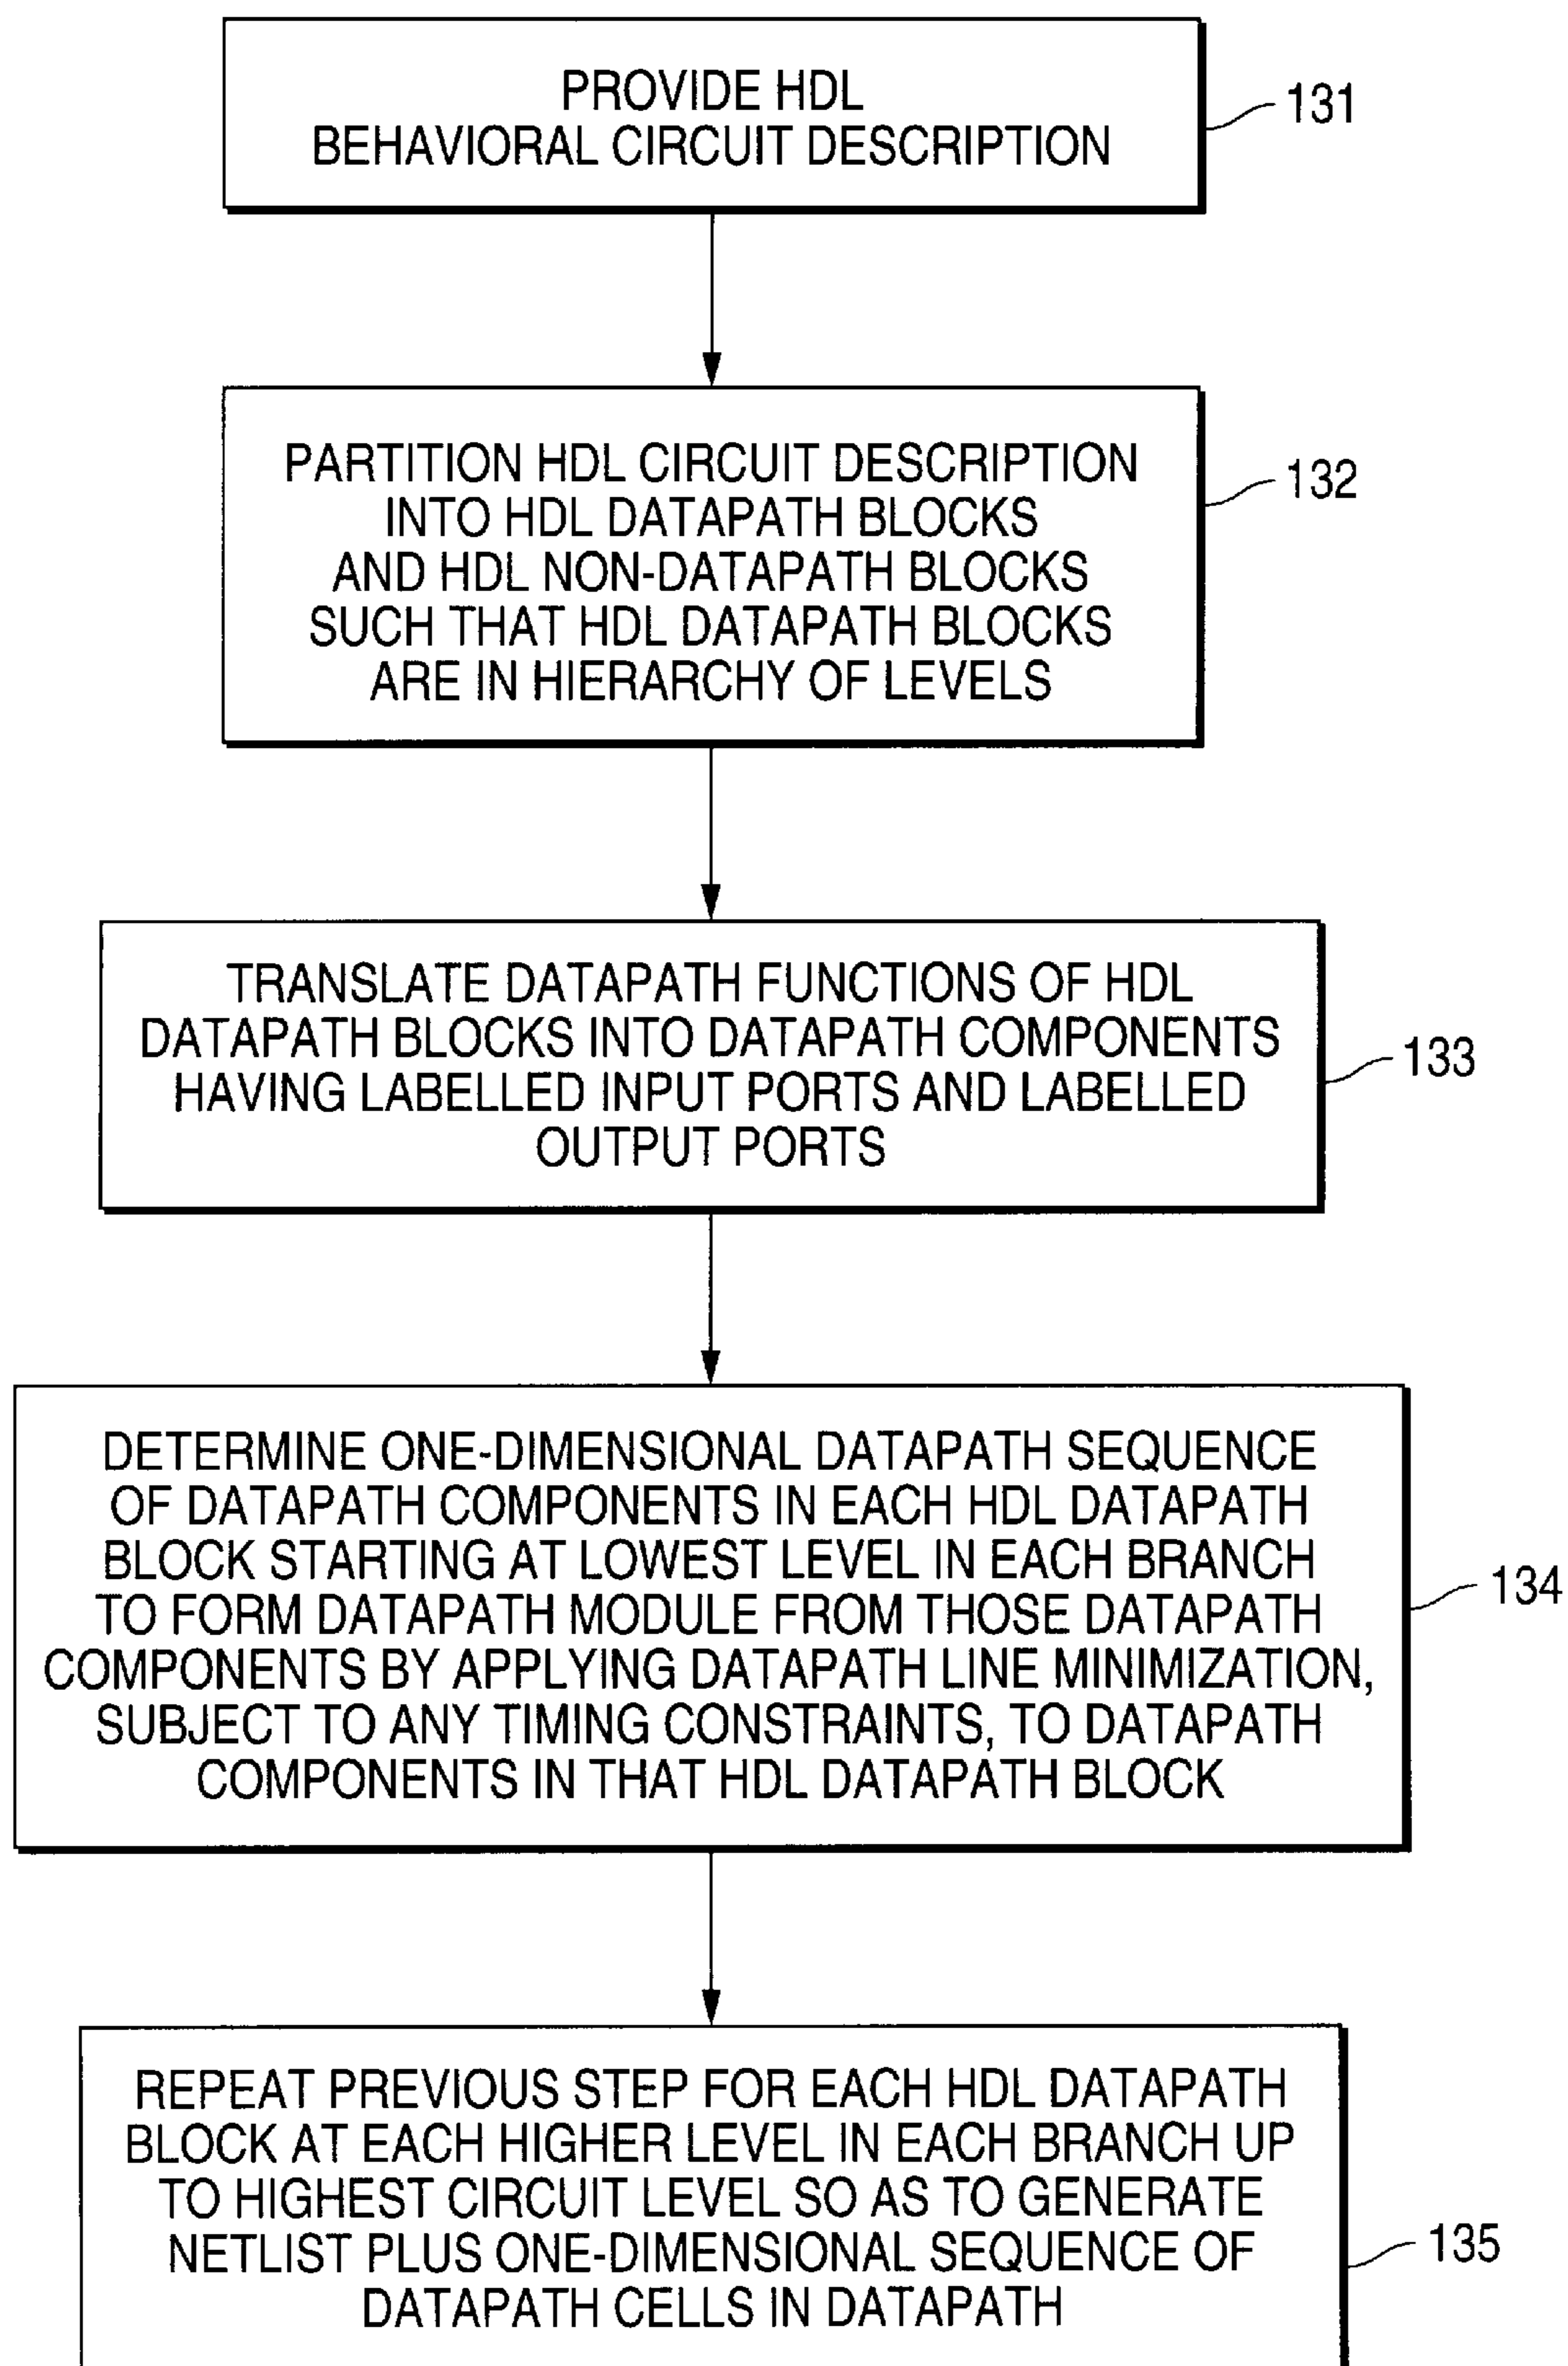 PROVIDE HDL
BEHAVIORAL CIRCUIT DESCRIPTION
131
PARTITION HDL CIRCUIT DESCRIPTION
INTO HDL DATAPATH BLOCKS
AND HDL NON-DATAPATH BLOCKS
SUCH THAT HDL DATAPATH BLOCKS
ARE IN HIERARCHY OF LEVELS
132
TRANSLATE DATAPATH FUNCTIONS OF HDL
DATAPATH BLOCKS INTO DATAPATH COMPONENTS
HAVING LABELLED INPUT PORTS AND LABELLED
OUTPUT PORTS
133
DETERMINE ONE-DIMENSIONAL DATAPATH SEQUENCE
OF DATAPATH COMPONENTS IN EACH HDL DATAPATH
BLOCK STARTING AT LOWEST LEVEL IN EACH BRANCH
TO FORM DATAPATH MODULE FROM THOSE DATAPATH
COMPONENTS BY APPLYING DATAPATH LINE MINIMIZATION,
SUBJECT TO ANY TIMING CONSTRAINTS, TO DATAPATH
COMPONENTS IN THAT HDL DATAPATH BLOCK
134
REPEAT PREVIOUS STEP FOR EACH HDL DATAPATH
BLOCK AT EACH HIGHER LEVEL IN EACH BRANCH UP
TO HIGHEST CIRCUIT LEVEL SO AS TO GENERATE
NETLIST PLUS ONE-DIMENSIONAL SEQUENCE OF
DATAPATH CELLS IN DATAPATH
135